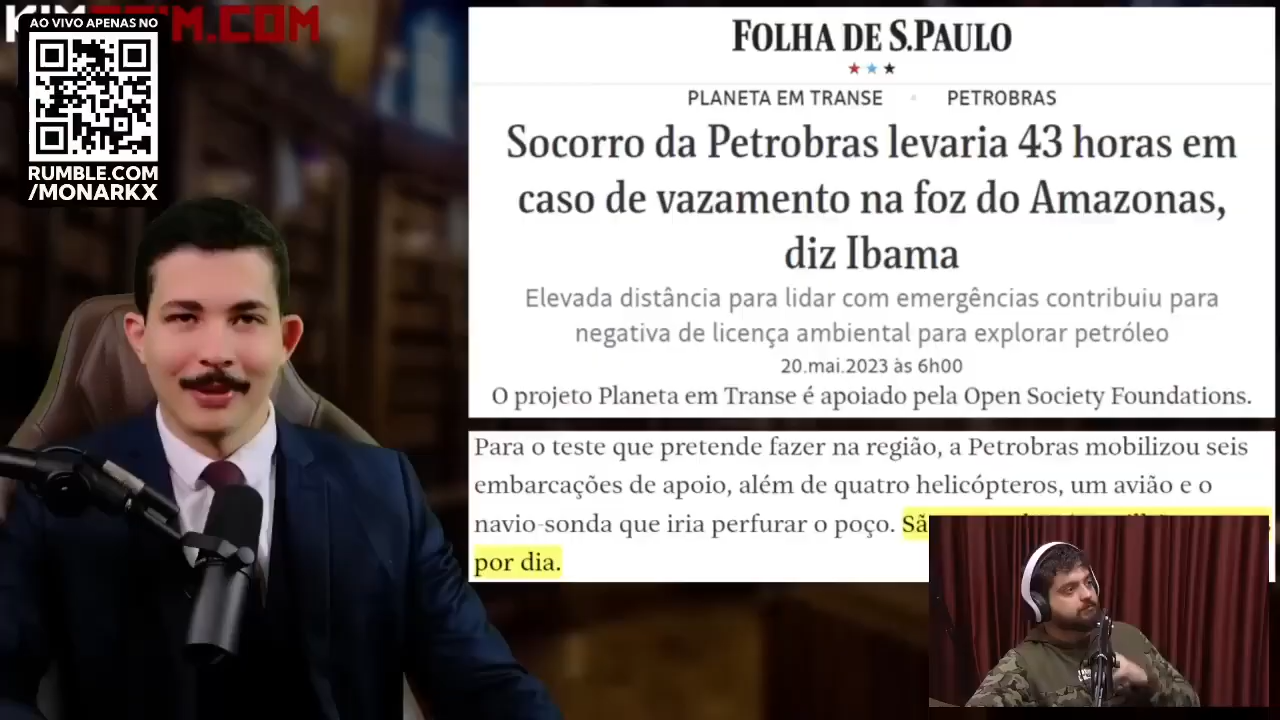 AO VIVO APENAS NO
RUMBLE.COM
/MONARKX
.COM
FOLHA DE S.PAULO
PLANETA EM TRANSE • PETROBRAS
Socorro da Petrobras levaria 43 horas em
caso de vazamento na foz do Amazonas,
diz Ibama
Elevada distância para lidar com emergências contribuiu para
negativa de licença ambiental para explorar petróleo
20.mai.2023 às 6h00
O projeto Planeta em Transe é apoiado pela Open Society Foundations.
Para o teste que pretende fazer na região, a Petrobras mobilizou seis
embarcações de apoio, além de quatro helicópteros, um avião e o
navio-sonda que iria perfurar o poço.
por dia.